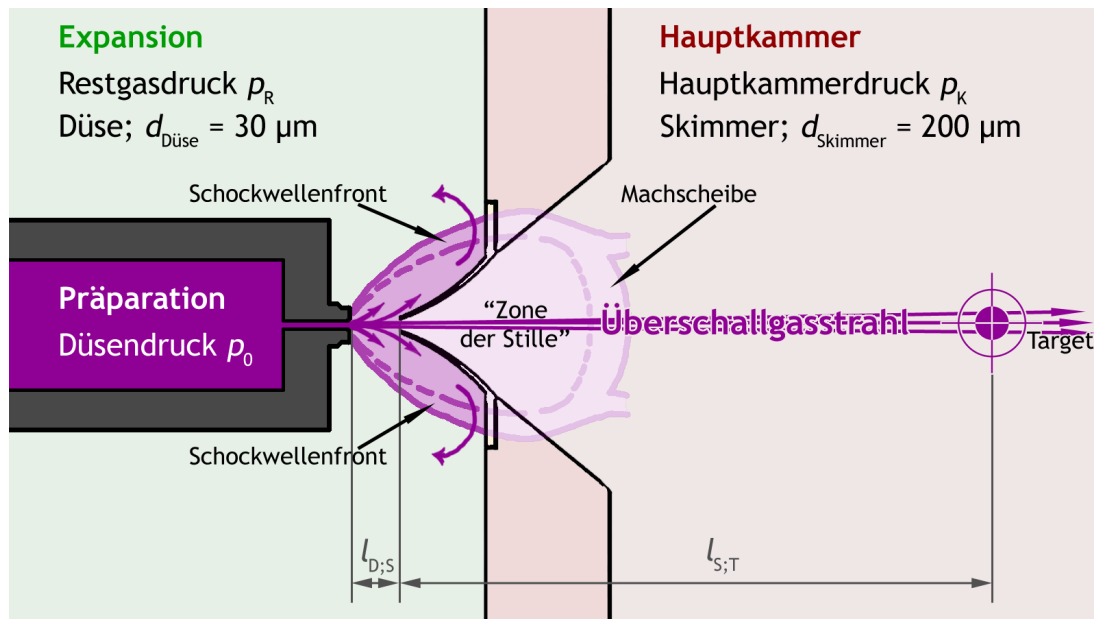 Expansion
Restgasdruck pR
Düse; dDüse = 30 µm
Hauptkammer
Hauptkammerdruck pK
Skimmer; dSkimmer = 200 µm
Schockwellenfront
Machscheibe
Präparation
Düsendruck p0
“Zone
der Stille”
Überschallgasstrahl
Target
Schockwellenfront
lD;S
lS;T